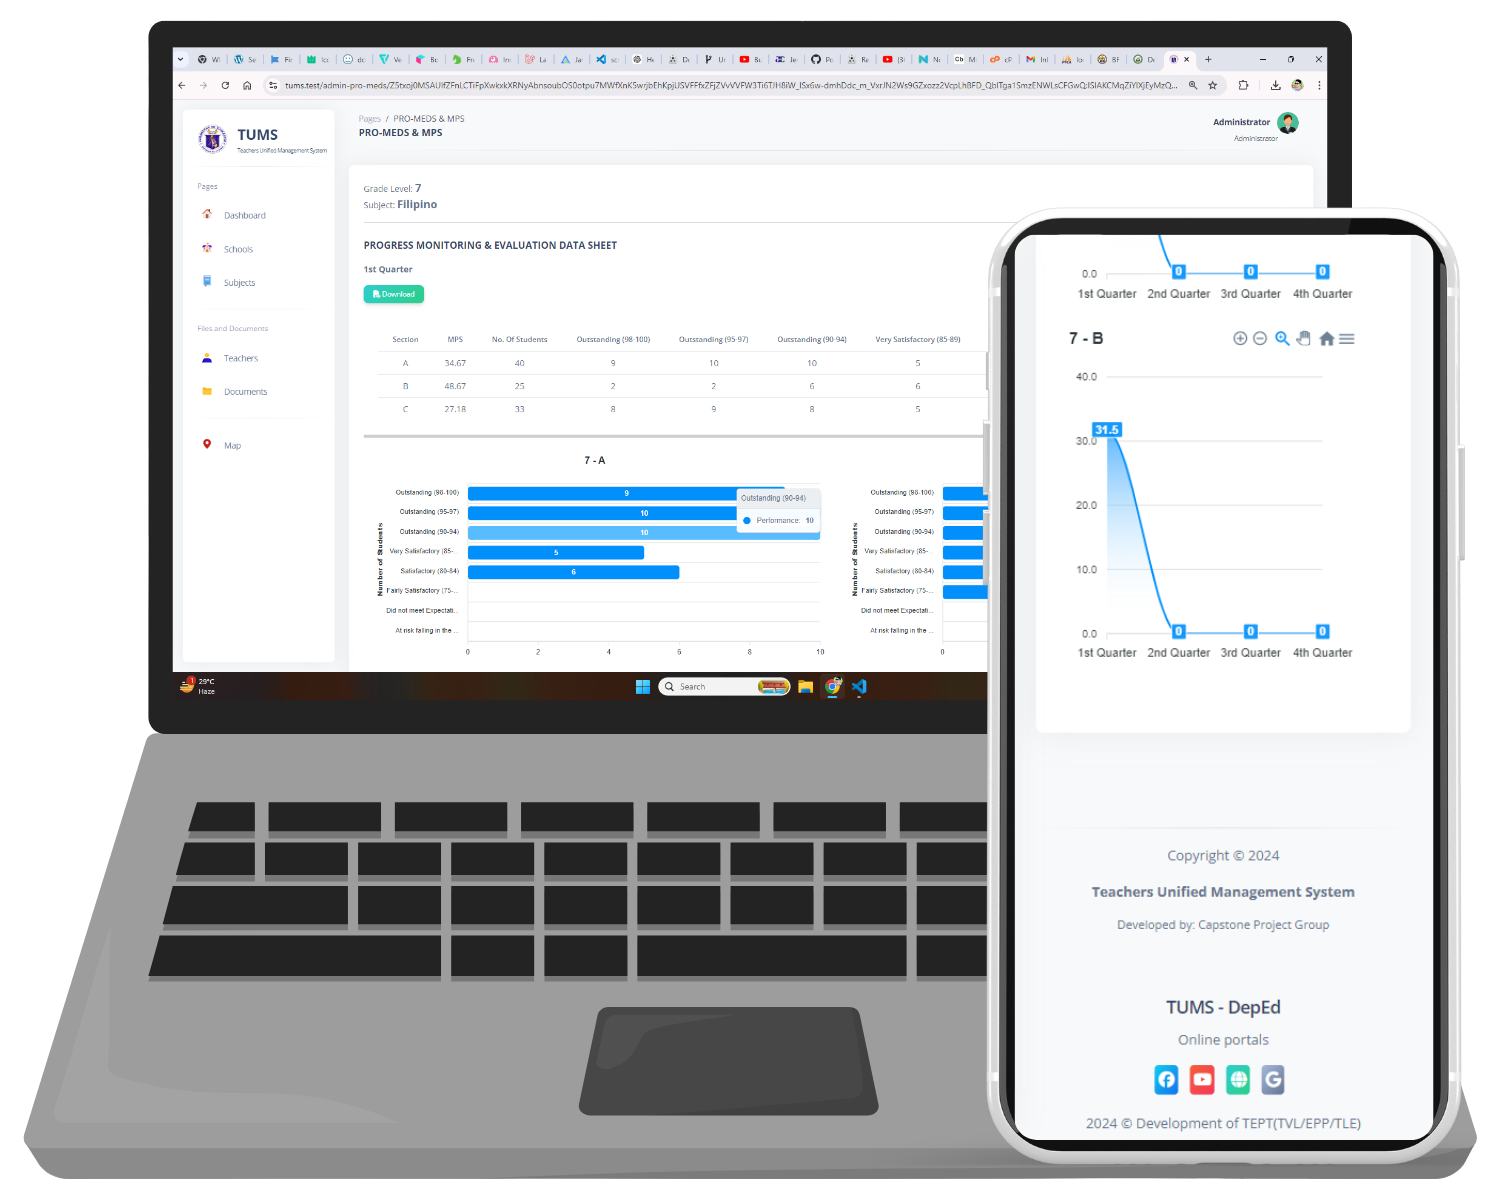 TUMS
Teachers Unified Management System
Pages / PRO-MEDS & MPS
PRO-MEDS & MPS
Administrator
Administrator
Pages
Dashboard
Schools
Subjects
Files and Documents
Teachers
Documents
Map
Grade Level: 7
Subject: Filipino
PROGRESS MONITORING & EVALUATION DATA SHEET
1st Quarter
Download
Section MPS No. Of Students Outstanding (98-100) Outstanding (95-97) Outstanding (90-94) Very Satisfactory (85-89)
A 34.67 40 9 10 10 5
B 48.67 25 2 2 6 6
C 27.18 33 8 9 8 5
7 - A
Number of Students
Outstanding (98-100) 9
Outstanding (95-97) 10
Outstanding (90-94) 10
Very Satisfactory (85-... 5
Satisfactory (80-84) 6
Fairly Satisfactory (75-...
Did not meet Expectati...
At risk failing in the ...
0 2 4 6 8 10
Outstanding (90-94)
Performance: 10
Number of Students
Outstanding (98-100)
Outstanding (95-97)
Outstanding (90-94)
Very Satisfactory (85-...
Satisfactory (80-84)
Fairly Satisfactory (75-...
Did not meet Expectati...
At risk failing in the ...
0
1
29°C
Haze
Search
0.0
0 0 0
1st Quarter 2nd Quarter 3rd Quarter 4th Quarter
7 - B
40.0
31.5
30.0
20.0
10.0
0.0
0 0 0
1st Quarter 2nd Quarter 3rd Quarter 4th Quarter
Copyright © 2024
Teachers Unified Management System
Developed by: Capstone Project Group
TUMS - DepEd
Online portals
2024 © Development of TEPT(TVL/EPP/TLE)